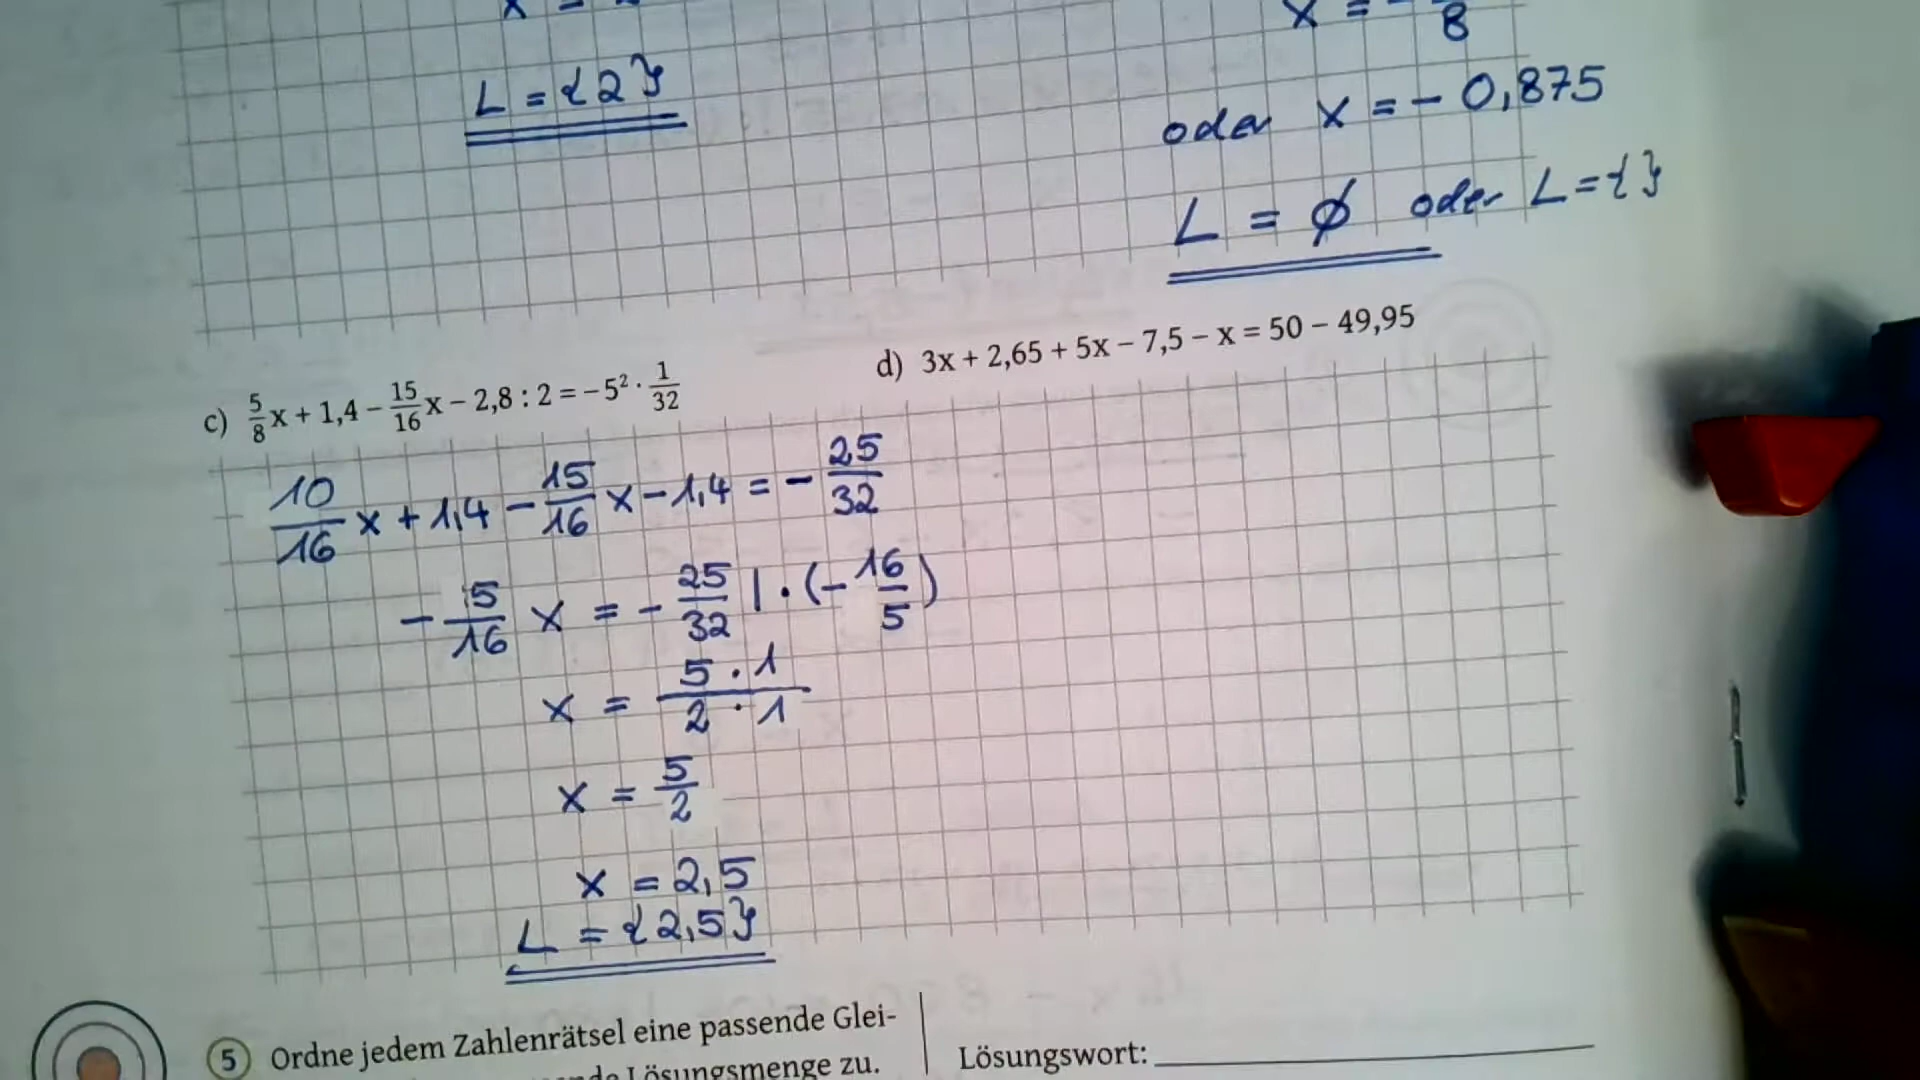 L = {2}
x = - 8
oder x = - 0,875
L = ∅ oder L = { }
c) 5/8 x + 1,4 − 15/16 x − 2,8 : 2 = − 5² · 1/32
10/16 x + 1,4 − 15/16 x − 1,4 = − 25/32
− 5/16 x = − 25/32 | · (− 16/5)
x = 5 · 1 / 2 · 1
x = 5/2
x = 2,5
L = {2,5}
d) 3x + 2,65 + 5x − 7,5 − x = 50 − 49,95
5 Ordne jedem Zahlenrätsel eine passende Glei-
Lösungsmenge zu.
Lösungswort: